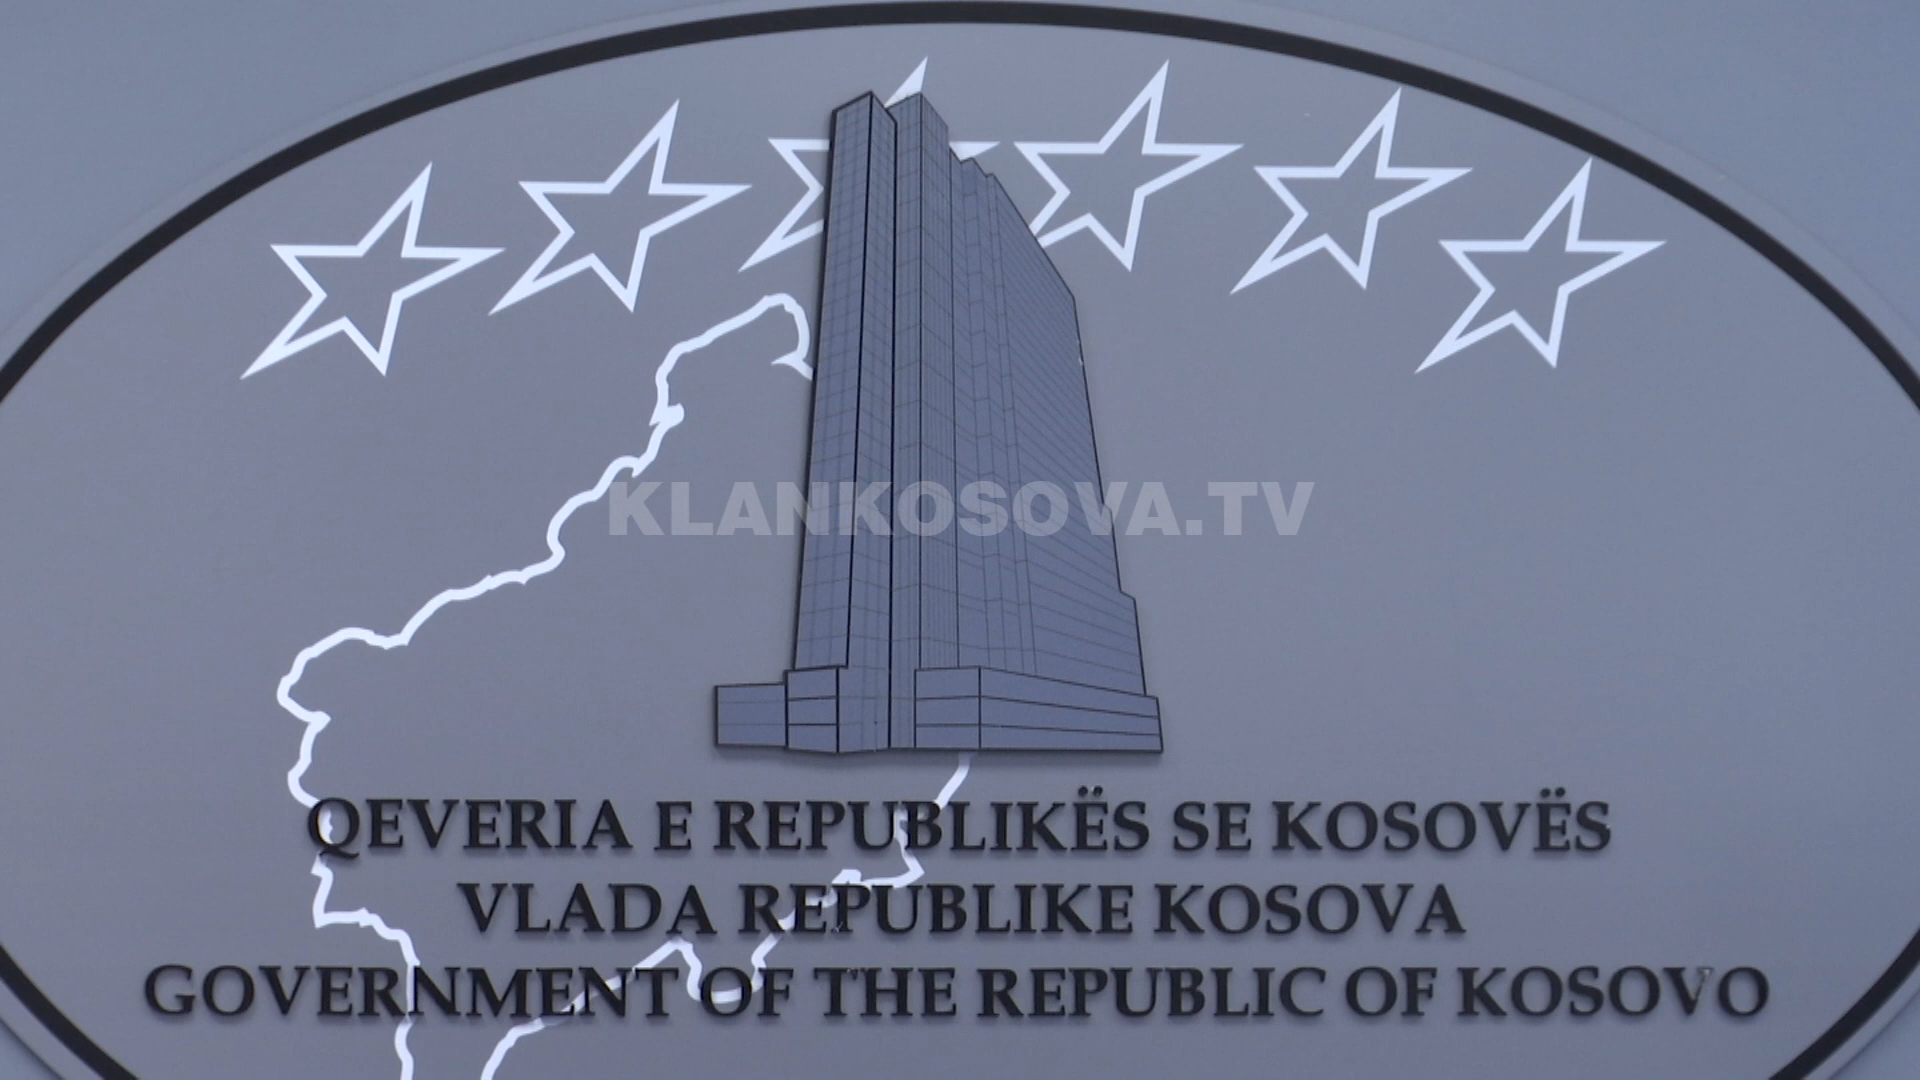 KLANKOSOVA.TV
QEVERIA E REPUBLIKËS SE KOSOVËS
VLADA REPUBLIKE KOSOVA
GOVERNMENT OF THE REPUBLIC OF KOSOVO